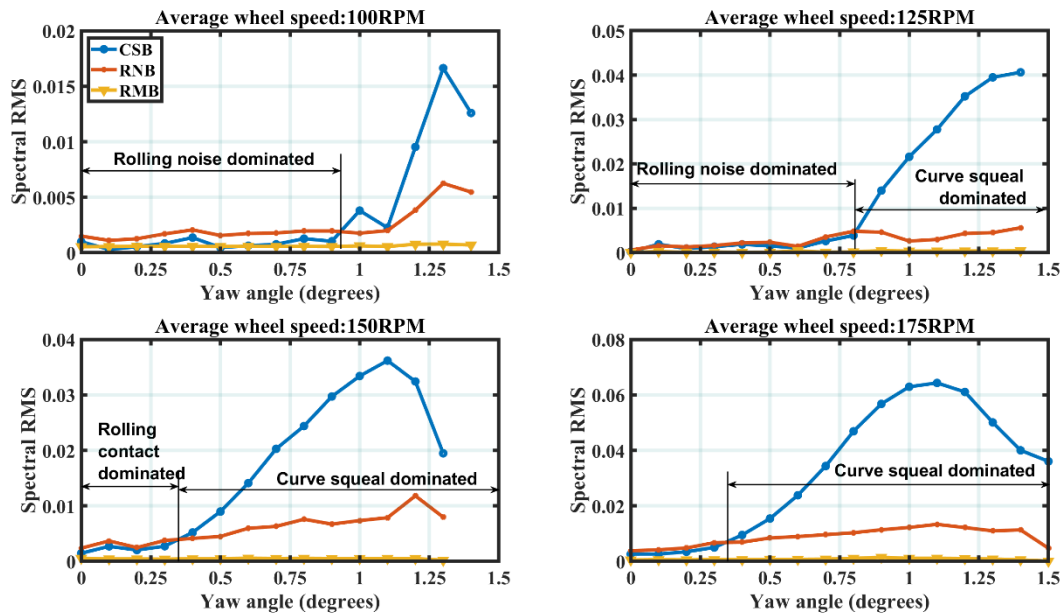 Average wheel speed:100RPM
0.02
0.015
0.01
0.005
0
Spectral RMS
CSB
RNB
RMB
Rolling noise dominated
0 0.25 0.5 0.75 1 1.25 1.5
Yaw angle (degrees)
Average wheel speed:125RPM
0.05
0.04
0.03
0.02
0.01
0
Spectral RMS
Rolling noise dominated
Curve squeal
dominated
0 0.25 0.5 0.75 1 1.25 1.5
Yaw angle (degrees)
Average wheel speed:150RPM
0.04
0.03
0.02
0.01
0
Spectral RMS
Rolling
contact
dominated
Curve squeal dominated
0 0.25 0.5 0.75 1 1.25 1.5
Yaw angle (degrees)
Average wheel speed:175RPM
0.08
0.06
0.04
0.02
0
Spectral RMS
Curve squeal dominated
0 0.25 0.5 0.75 1 1.25 1.5
Yaw angle (degrees)